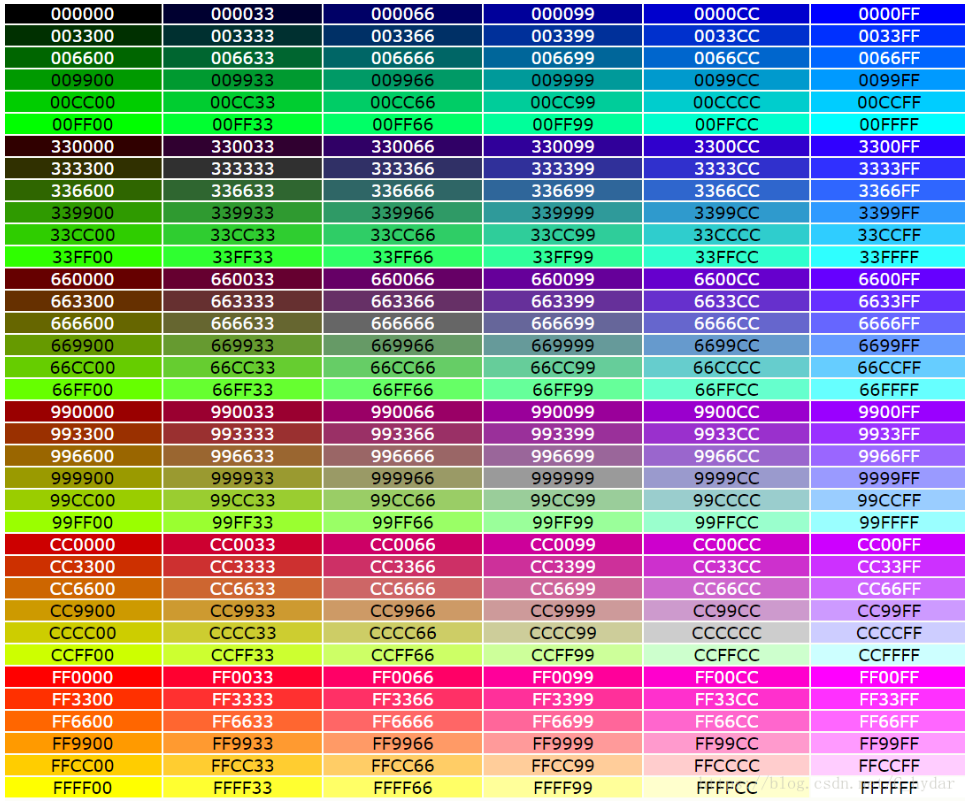 000000 000033 000066 000099 0000CC 0000FF
003300 003333 003366 003399 0033CC 0033FF
006600 006633 006666 006699 0066CC 0066FF
009900 009933 009966 009999 0099CC 0099FF
00CC00 00CC33 00CC66 00CC99 00CCCC 00CCFF
00FF00 00FF33 00FF66 00FF99 00FFCC 00FFFF
330000 330033 330066 330099 3300CC 3300FF
333300 333333 333366 333399 3333CC 3333FF
336600 336633 336666 336699 3366CC 3366FF
339900 339933 339966 339999 3399CC 3399FF
33CC00 33CC33 33CC66 33CC99 33CCCC 33CCFF
33FF00 33FF33 33FF66 33FF99 33FFCC 33FFFF
660000 660033 660066 660099 6600CC 6600FF
663300 663333 663366 663399 6633CC 6633FF
666600 666633 666666 666699 6666CC 6666FF
669900 669933 669966 669999 6699CC 6699FF
66CC00 66CC33 66CC66 66CC99 66CCCC 66CCFF
66FF00 66FF33 66FF66 66FF99 66FFCC 66FFFF
990000 990033 990066 990099 9900CC 9900FF
993300 993333 993366 993399 9933CC 9933FF
996600 996633 996666 996699 9966CC 9966FF
999900 999933 999966 999999 9999CC 9999FF
99CC00 99CC33 99CC66 99CC99 99CCCC 99CCFF
99FF00 99FF33 99FF66 99FF99 99FFCC 99FFFF
CC0000 CC0033 CC0066 CC0099 CC00CC CC00FF
CC3300 CC3333 CC3366 CC3399 CC33CC CC33FF
CC6600 CC6633 CC6666 CC6699 CC66CC CC66FF
CC9900 CC9933 CC9966 CC9999 CC99CC CC99FF
CCCC00 CCCC33 CCCC66 CCCC99 CCCCCC CCCCFF
CCFF00 CCFF33 CCFF66 CCFF99 CCFFCC CCFFFF
FF0000 FF0033 FF0066 FF0099 FF00CC FF00FF
FF3300 FF3333 FF3366 FF3399 FF33CC FF33FF
FF6600 FF6633 FF6666 FF6699 FF66CC FF66FF
FF9900 FF9933 FF9966 FF9999 FF99CC FF99FF
FFCC00 FFCC33 FFCC66 FFCC99 FFCCCC FFCCFF
FFFF00 FFFF33 FFFF66 FFFF99 FFFFCC FFFFFF